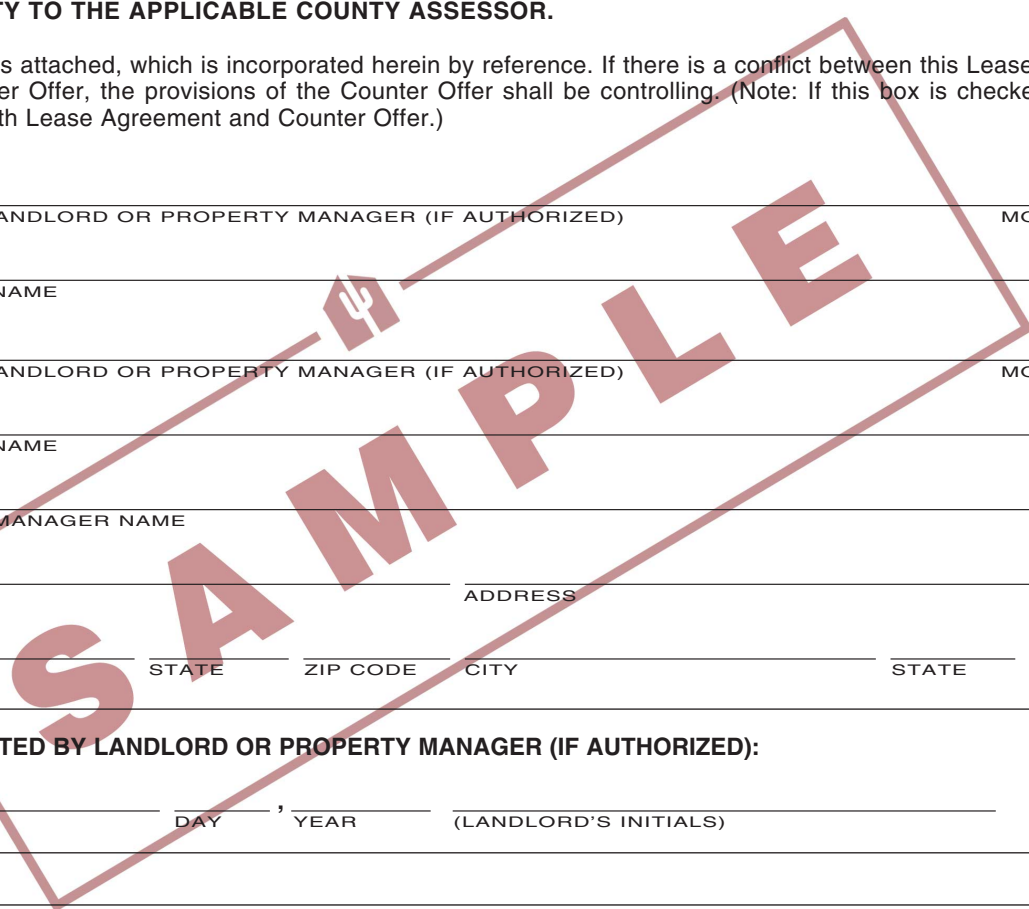 TY TO THE APPLICABLE COUNTY ASSESSOR.
s attached, which is incorporated herein by reference. If there is a conflict between this Lease
er Offer, the provisions of the Counter Offer shall be controlling. (Note: If this box is checke
th Lease Agreement and Counter Offer.)
ANDLORD OR PROPERTY MANAGER (IF AUTHORIZED) MO
NAME
ANDLORD OR PROPERTY MANAGER (IF AUTHORIZED) MO
NAME
MANAGER NAME
ADDRESS
STATE ZIP CODE CITY STATE
TED BY LANDLORD OR PROPERTY MANAGER (IF AUTHORIZED):
DAY , YEAR (LANDLORD'S INITIALS)
SAMPLE